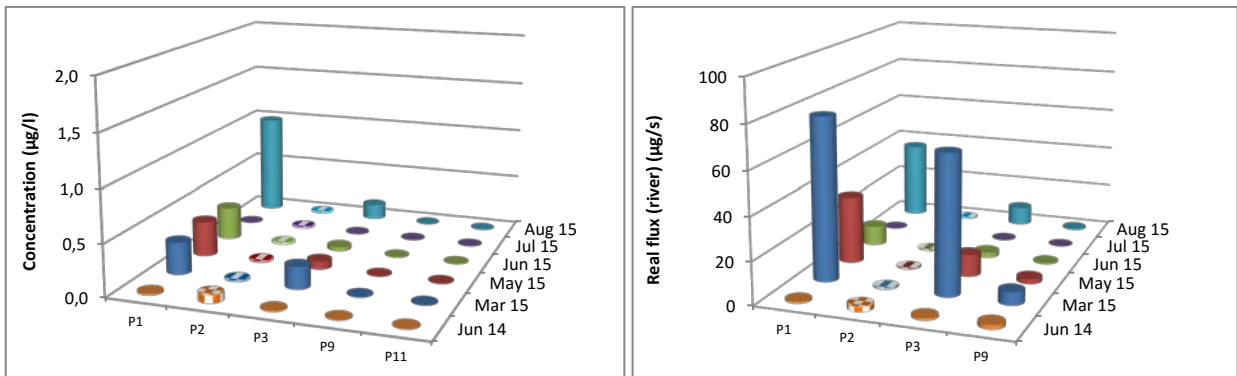 Concentration (µg/l)
2,0
1,5
1,0
0,5
0,0
P1
P2
P3
P9
P11
Jun 14
Mar 15
May 15
Jun 15
Jul 15
Aug 15
Real flux (river) (µg/s)
100
80
60
40
20
0
P1
P2
P3
P9
Jun 14
Mar 15
May 15
Jun 15
Jul 15
Aug 15